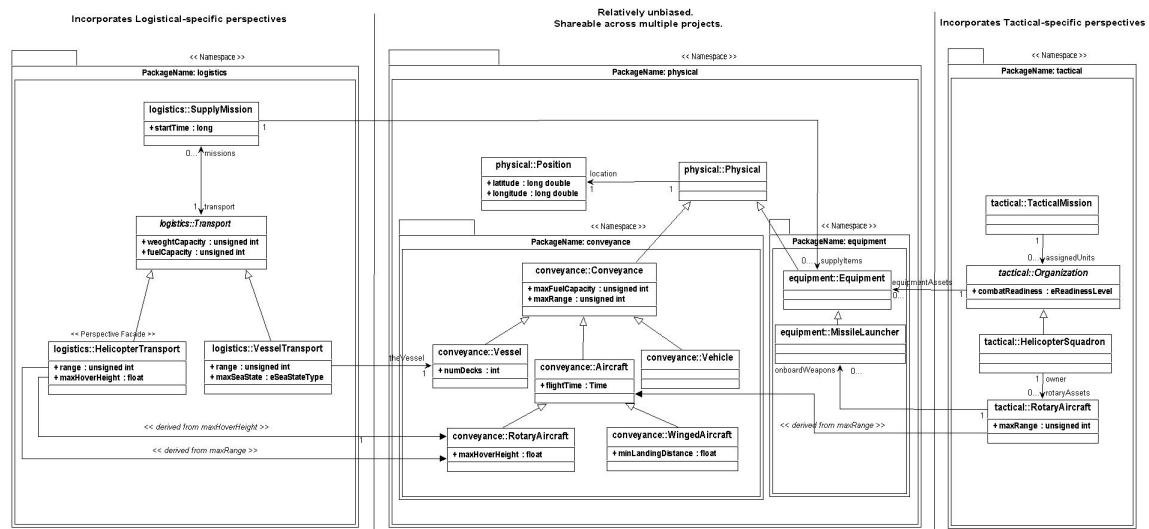 Incorporates Logistical-specific perspectives
Relatively unbiased.
Shareable across multiple projects.
Incorporates Tactical-specific perspectives
<< Namespace >>
PackageName: logistics
logistics::SupplyMission
+ startTime : long
1
0... missions
1 transport
logistics::Transport
+ weoghtCapacity : unsigned int
+ fuelCapacity : unsigned int
<< Perspective Facade >>
logistics::HelicopterTransport
+ range : unsigned int
+ maxHoverHeight : float
logistics::VesselTransport
+ range : unsigned int
+ maxSeaState : eSeaStateType
<< derived from maxHoverHeight >>
1
<< derived from maxRange >>
<< Namespace >>
PackageName: physical
physical::Position
+ latitude : long double
+ longitude : long double
location
1
1
physical::Physical
<< Namespace >>
PackageName: conveyance
conveyance::Conveyance
+ maxFuelCapacity : unsigned int
+ maxRange : unsigned int
theVessel
1
conveyance::Vessel
+ numDecks : int
conveyance::Aircraft
+ flightTime : Time
conveyance::Vehicle
conveyance::RotaryAircraft
+ maxHoverHeight : float
conveyance::WingedAircraft
+ minLandingDistance : float
<< Namespace >>
PackageName: equipment
0... supplyItems
equipment::Equipment
equipmentAssets
0...
equipment::MissileLauncher
onboardWeapons
0...
<< derived from maxRange >>
<< Namespace >>
PackageName: tactical
tactical::TacticalMission
1
0... assignedUnits
tactical::Organization
+ combatReadiness : eReadinessLevel
1
tactical::HelicopterSquadron
1 owner
0... rotaryAssets
tactical::RotaryAircraft
+ maxRange : unsigned int
1